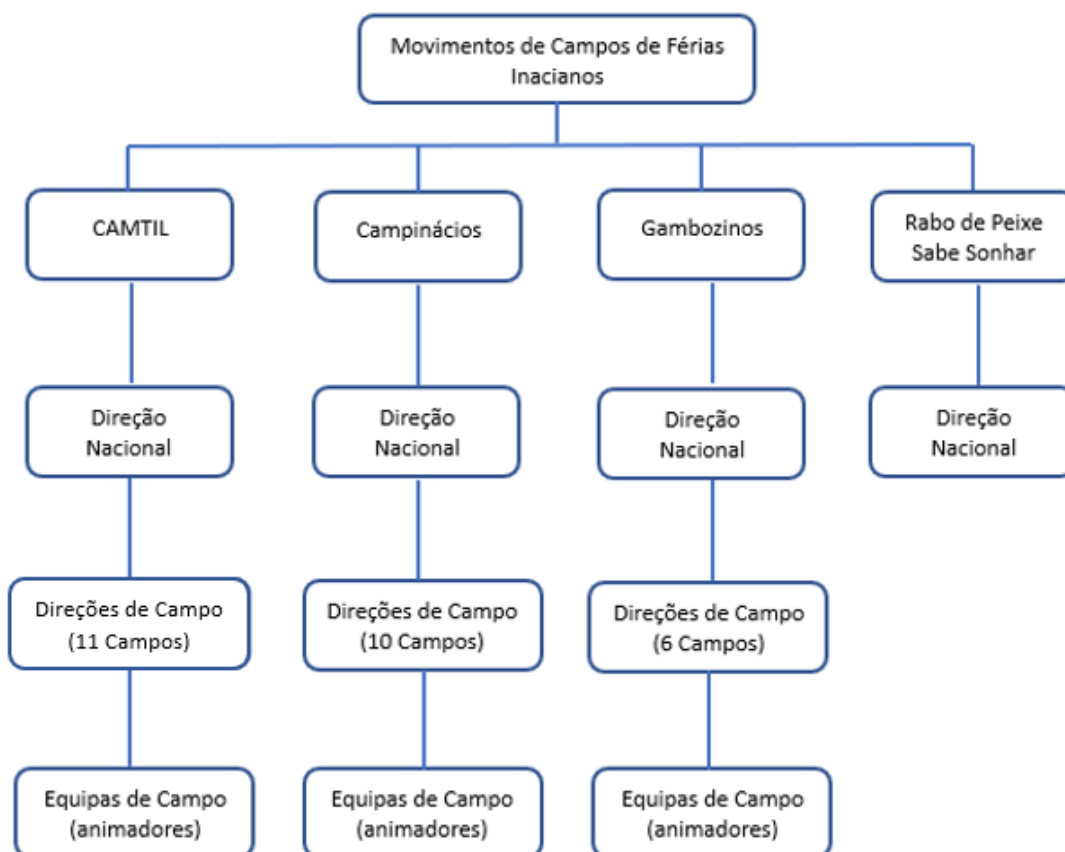 Movimentos de Campos de Férias
Inacianos
CAMTIL
Campinácios
Gambozinos
Rabo de Peixe
Sabe Sonhar
Direção
Nacional
Direção
Nacional
Direção
Nacional
Direção
Nacional
Direções de Campo
(11 Campos)
Direções de Campo
(10 Campos)
Direções de Campo
(6 Campos)
Equipas de Campo
(animadores)
Equipas de Campo
(animadores)
Equipas de Campo
(animadores)